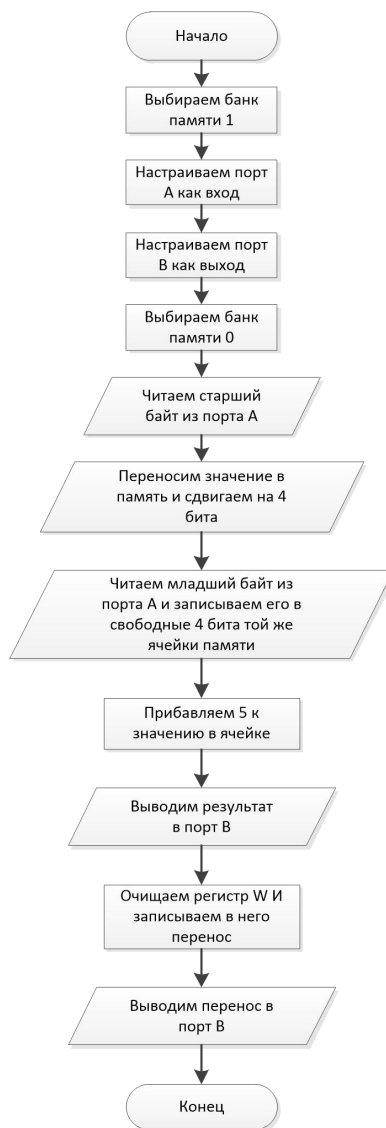 Начало
Выбираем банк
памяти 1
Настраиваем порт
А как вход
Настраиваем порт
В как выход
Выбираем банк
памяти 0
Читаем старший
байт из порта А
Переносим значение в
память и сдвигаем на 4
бита
Читаем младший байт из
порта А и записываем его в
свободные 4 бита той же
ячейки памяти
Прибавляем 5 к
значению в ячейке
Выводим результат
в порт В
Очищаем регистр W И
записываем в него
перенос
Выводим перенос в
порт В
Конец